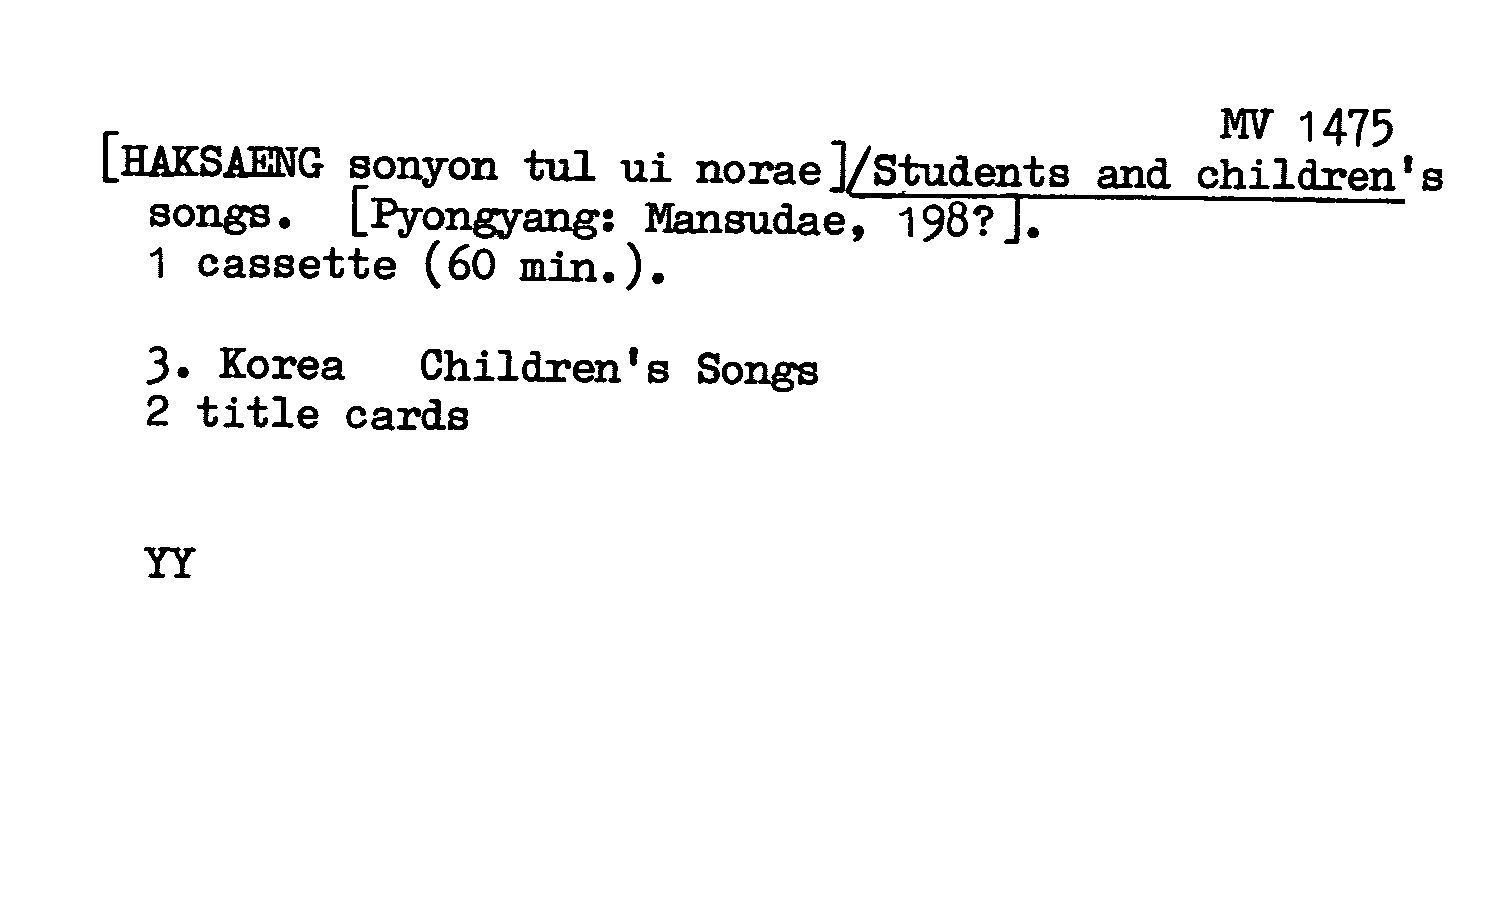 MV 1475
[HAKSAENG sonyon tul ui norae]/Students and children's
songs. [Pyongyang: Mansudae, 198?].
1 cassette (60 min.).
3. Korea Children's Songs
2 title cards
YY